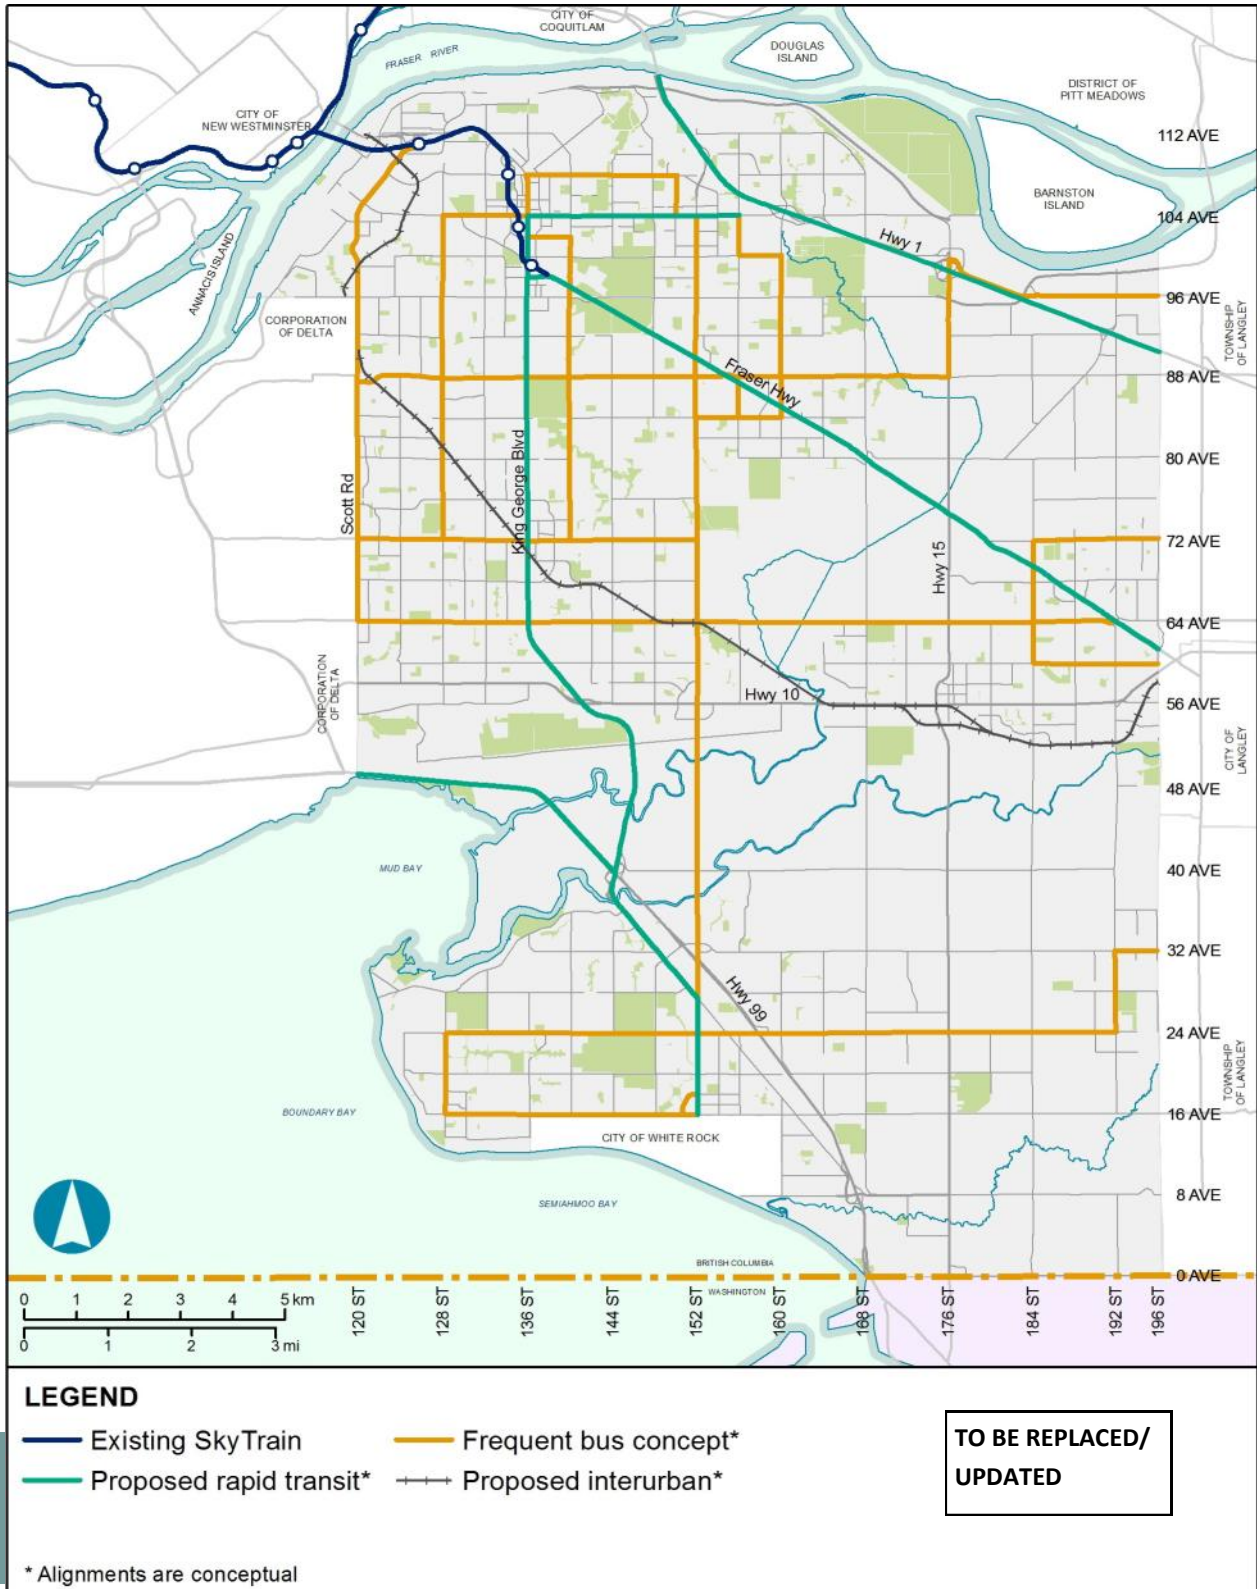 CITY OF
COQUITLAM
DOUGLAS
ISLAND
FRASER RIVER
DISTRICT OF
PITT MEADOWS
CITY OF
NEW WESTMINSTER
112 AVE
BARNSTON
ISLAND
104 AVE
Hwy 1
ANNACIS ISLAND
96 AVE
CORPORATION
OF DELTA
TOWNSHIP
OF LANGLEY
88 AVE
Fraser Hwy
King George Blvd
80 AVE
Scott Rd
72 AVE
Hwy 15
64 AVE
CORPORATION
OF DELTA
Hwy 10
56 AVE
CITY OF
LANGLEY
48 AVE
MUD BAY
40 AVE
32 AVE
Hwy 99
24 AVE
TOWNSHIP
OF LANGLEY
BOUNDARY BAY
16 AVE
CITY OF WHITE ROCK
8 AVE
SEMIAHMOO BAY
BRITISH COLUMBIA
0 AVE
WASHINGTON
0 1 2 3 4 5 km
0 1 2 3 mi
120 ST
128 ST
136 ST
144 ST
152 ST
160 ST
168 ST
176 ST
184 ST
192 ST
196 ST
LEGEND
Existing SkyTrain
Frequent bus concept*
Proposed rapid transit*
Proposed interurban*
TO BE REPLACED/
UPDATED
* Alignments are conceptual